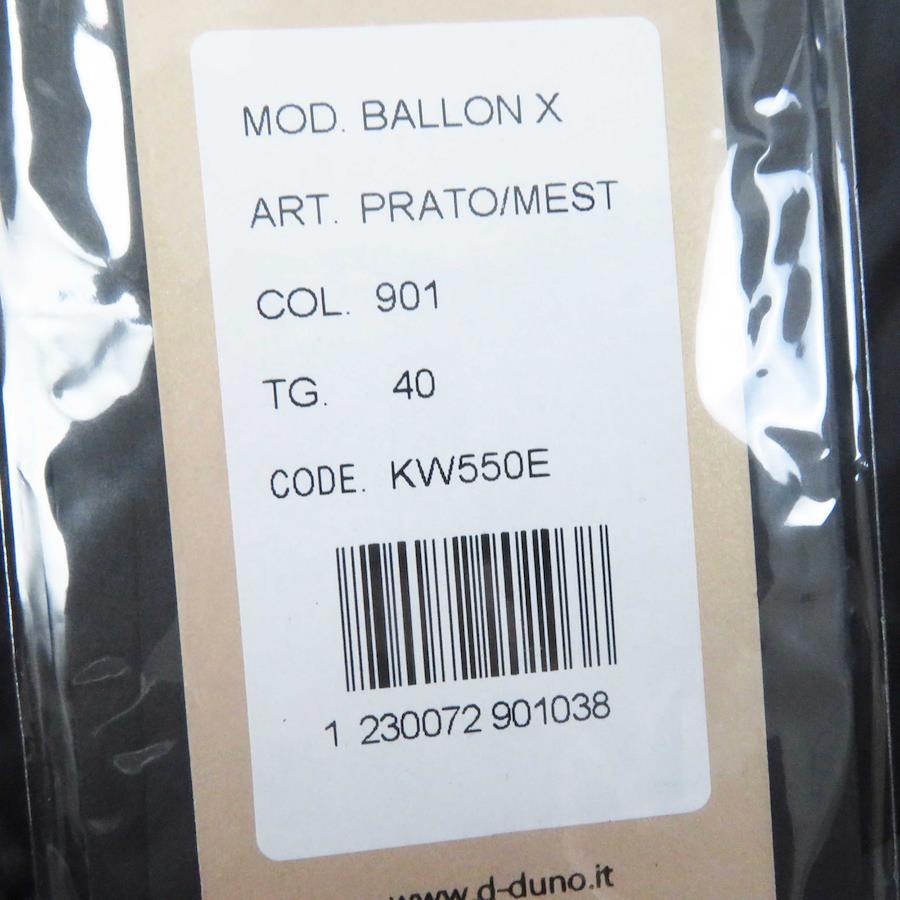 MOD. BALLON X
ART. PRATO/MEST
COL. 901
TG. 40
CODE. KW550E
1 230072 901038
www.d-duno.it